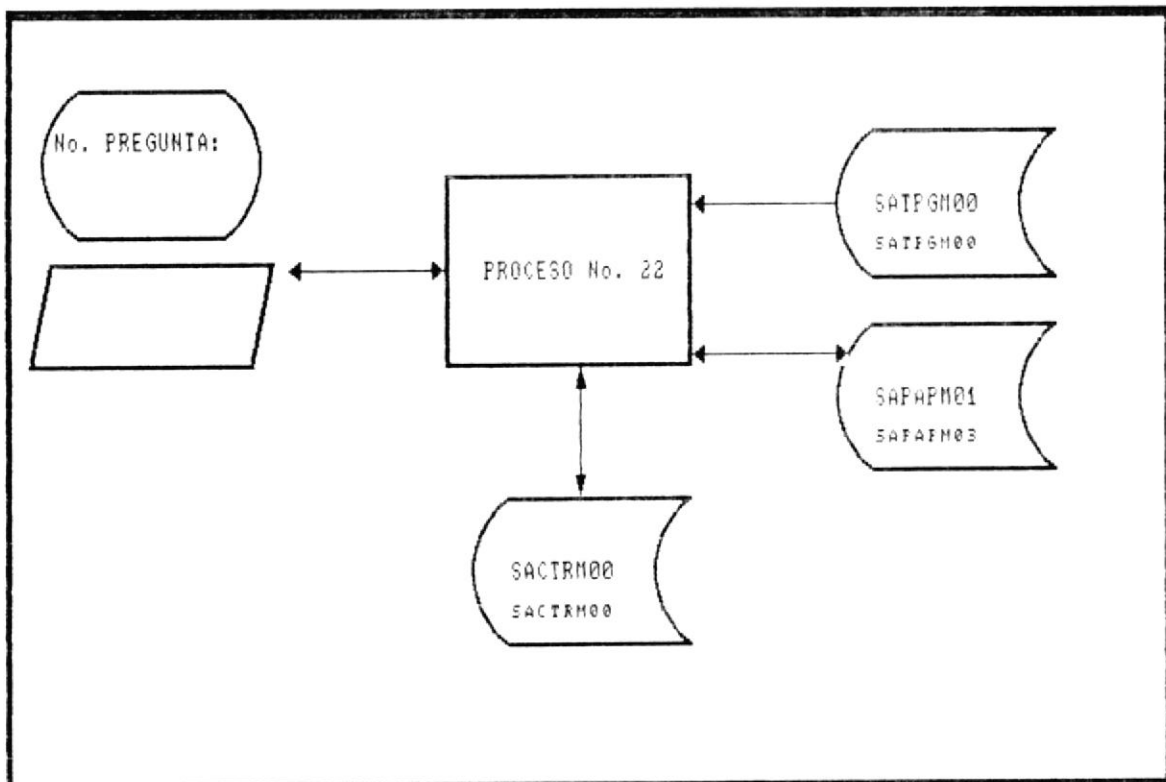 No. PREGUNTA:
PROCESO No. 22
SATPGM00
SATPGM00
SAPAPM01
SAPAPM03
SACTRM00
SACTRM00